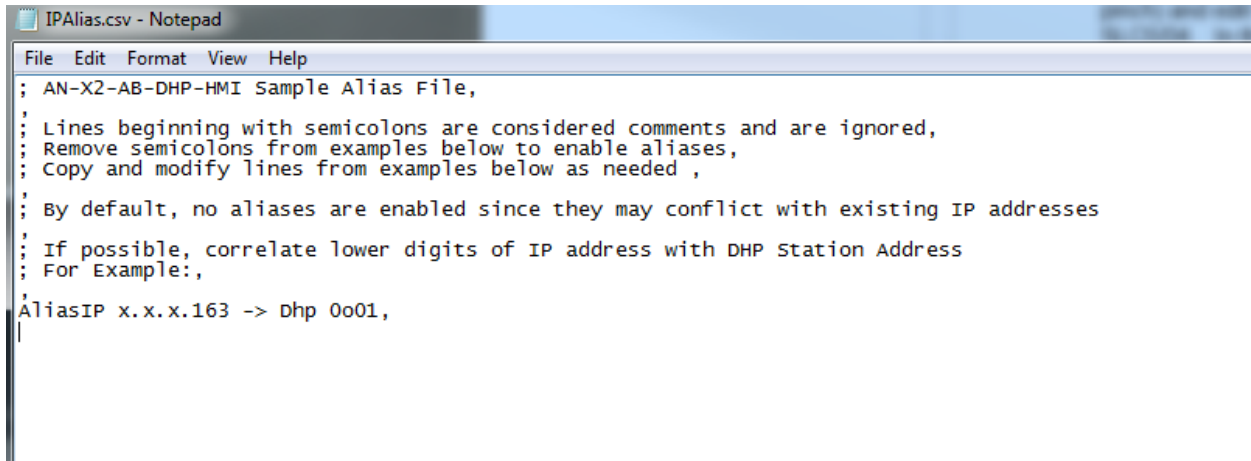 IPAlias.csv - Notepad
File Edit Format View Help
; AN-X2-AB-DHP-HMI Sample Alias File,
;
; Lines beginning with semicolons are considered comments and are ignored,
; Remove semicolons from examples below to enable aliases,
; Copy and modify lines from examples below as needed ,
;
; By default, no aliases are enabled since they may conflict with existing IP addresses
;
; If possible, correlate lower digits of IP address with DHP Station Address
; For Example:,
;
AliasIP x.x.x.163 -> Dhp 0o01,